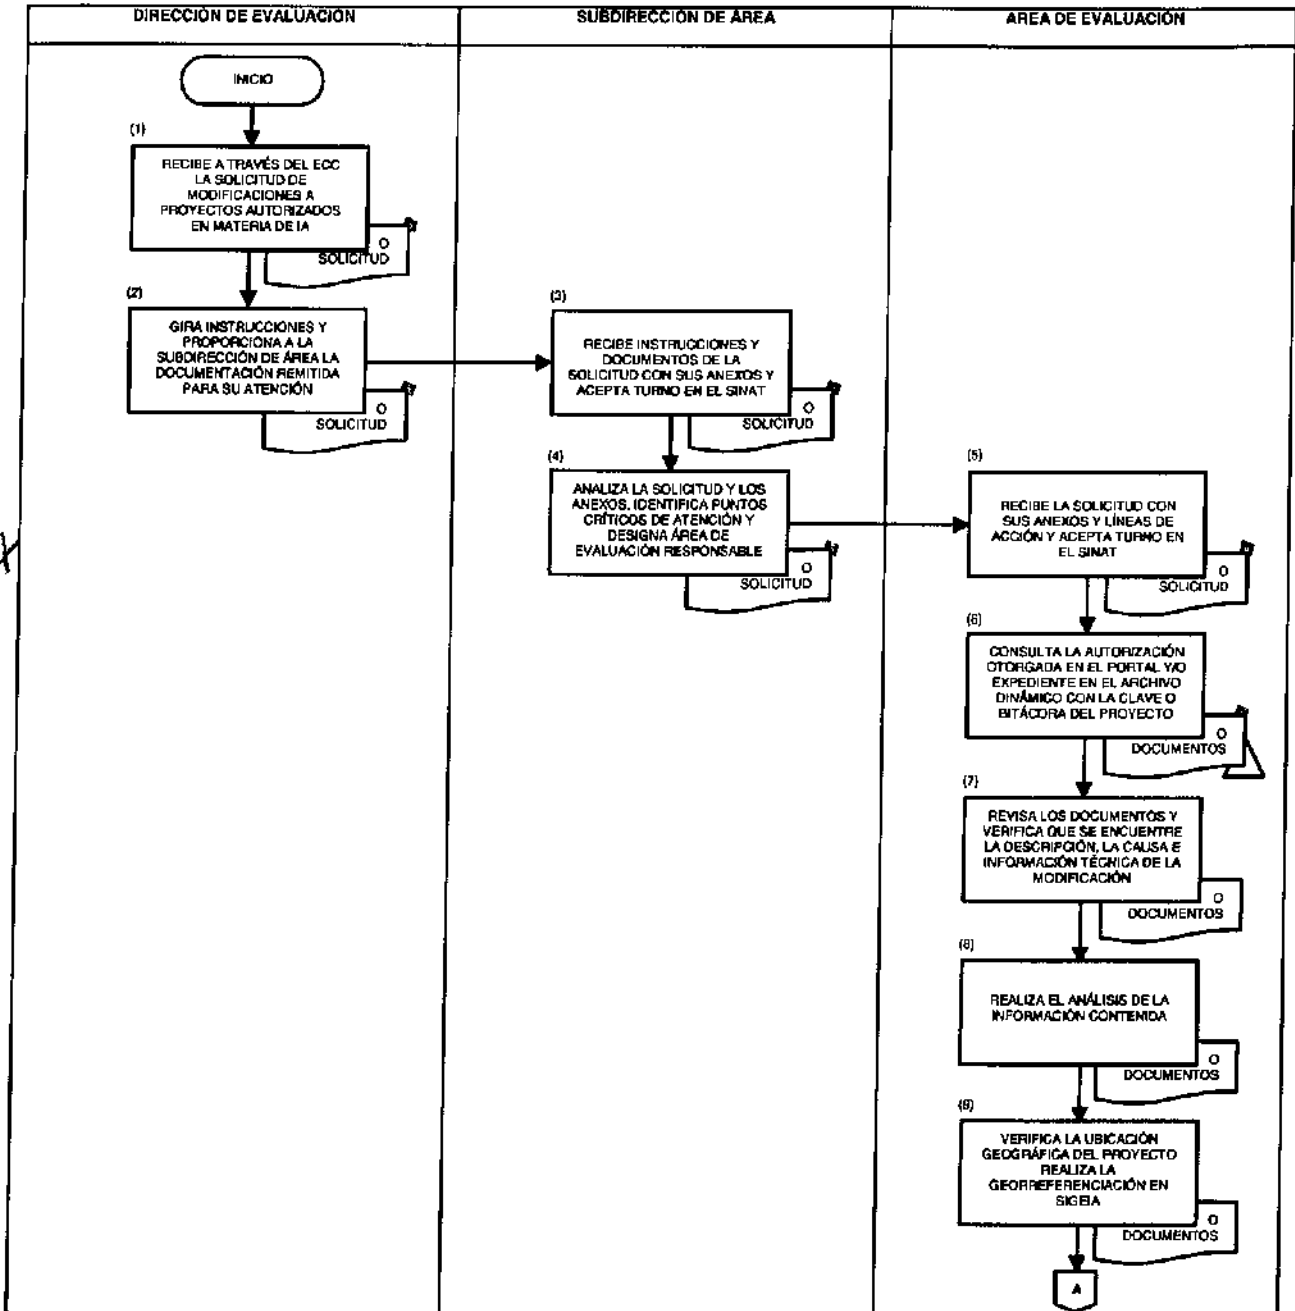 DIRECCIÓN DE EVALUACIÓN
SUBDIRECCIÓN DE ÁREA
AREA DE EVALUACIÓN
INICIO
(1)
RECIBE A TRAVÉS DEL ECC
LA SOLICITUD DE
MODIFICACIONES A
PROYECTOS AUTORIZADOS
EN MATERIA DE IA
O
SOLICITUD
(2)
GIRA INSTRUCCIONES Y
PROPORCIONA A LA
SUBDIRECCIÓN DE ÁREA LA
DOCUMENTACIÓN REMITIDA
PARA SU ATENCIÓN
O
SOLICITUD
(3)
RECIBE INSTRUCCIONES Y
DOCUMENTOS DE LA
SOLICITUD CON SUS ANEXOS Y
ACEPTA TURNO EN EL SINAT
O
SOLICITUD
(4)
ANALIZA LA SOLICITUD Y LOS
ANEXOS, IDENTIFICA PUNTOS
CRÍTICOS DE ATENCIÓN Y
DESIGNA ÁREA DE
EVALUACIÓN RESPONSABLE
O
SOLICITUD
(5)
RECIBE LA SOLICITUD CON
SUS ANEXOS Y LÍNEAS DE
ACCIÓN Y ACEPTA TURNO EN
EL SINAT
O
SOLICITUD
(6)
CONSULTA LA AUTORIZACIÓN
OTORGADA EN EL PORTAL Y/O
EXPEDIENTE EN EL ARCHIVO
DINÁMICO CON LA CLAVE O
BITÁCORA DEL PROYECTO
O
DOCUMENTOS
(7)
REVISA LOS DOCUMENTOS Y
VERIFICA QUE SE ENCUENTRE
LA DESCRIPCIÓN, LA CAUSA E
INFORMACIÓN TÉCNICA DE LA
MODIFICACIÓN
O
DOCUMENTOS
(8)
REALIZA EL ANÁLISIS DE LA
INFORMACIÓN CONTENIDA
O
DOCUMENTOS
(9)
VERIFICA LA UBICACIÓN
GEOGRÁFICA DEL PROYECTO
REALIZA LA
GEORREFERENCIACIÓN EN
SIGEIA
O
DOCUMENTOS
A